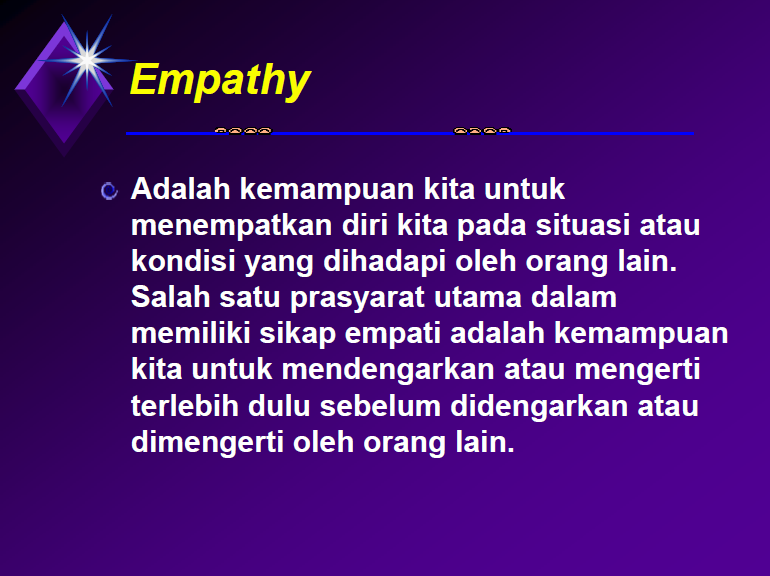 Empathy
Adalah kemampuan kita untuk
menempatkan diri kita pada situasi atau
kondisi yang dihadapi oleh orang lain.
Salah satu prasyarat utama dalam
memiliki sikap empati adalah kemampuan
kita untuk mendengarkan atau mengerti
terlebih dulu sebelum didengarkan atau
dimengerti oleh orang lain.